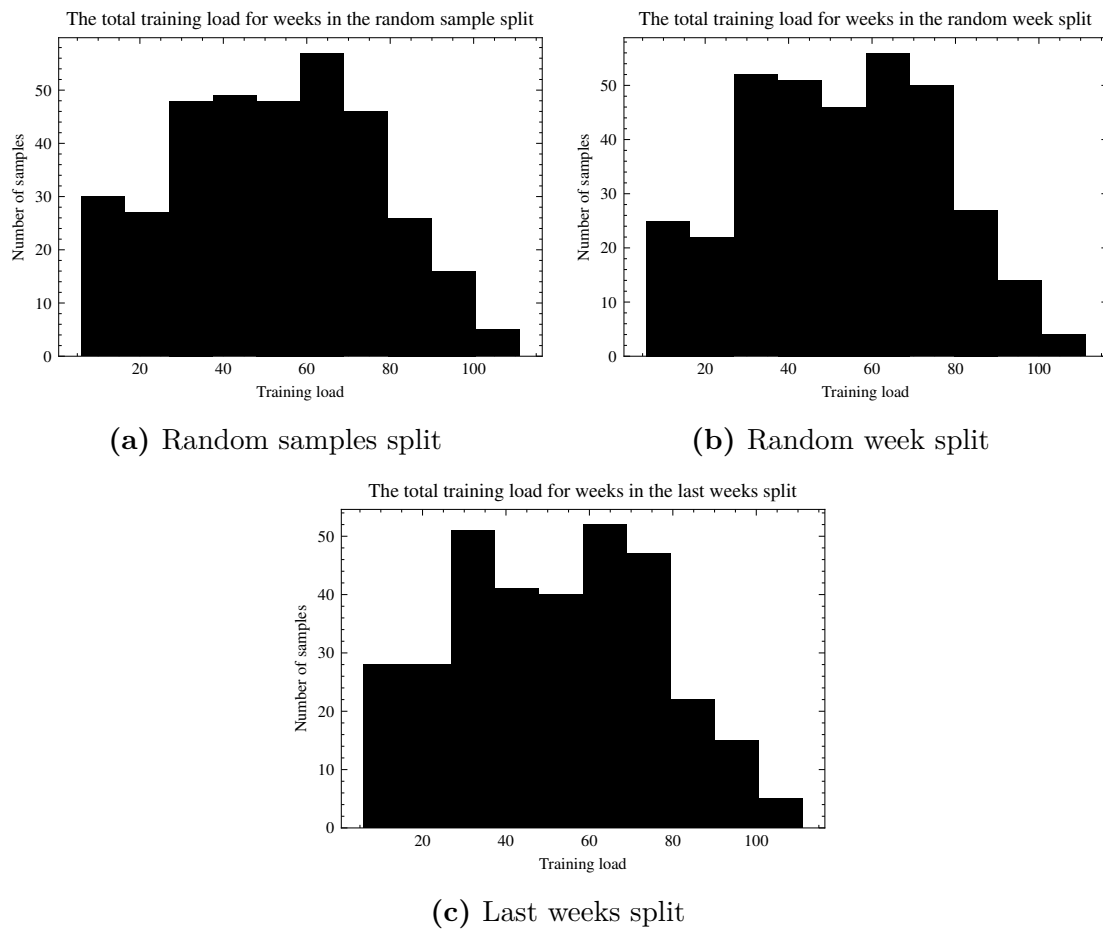 The total training load for weeks in the random sample split
50
40
30
20
10
0
Number of samples
20 40 60 80 100
Training load
(a) Random samples split
The total training load for weeks in the random week split
50
40
30
20
10
0
Number of samples
20 40 60 80 100
Training load
(b) Random week split
The total training load for weeks in the last weeks split
50
40
30
20
10
0
Number of samples
20 40 60 80 100
Training load
(c) Last weeks split